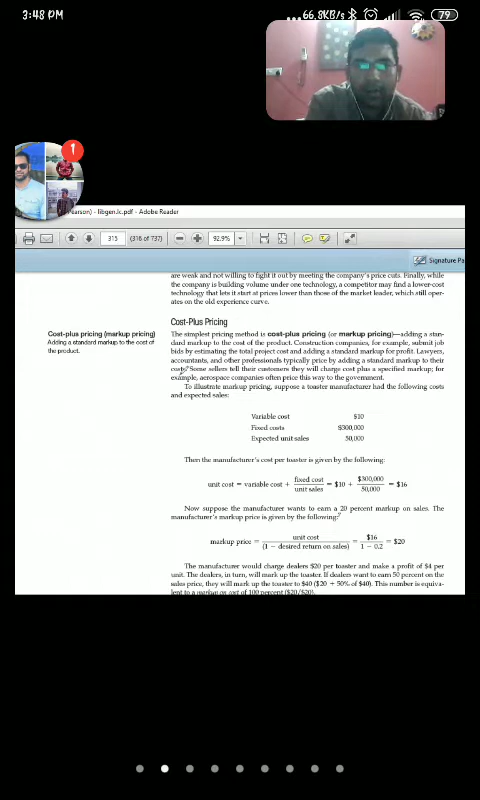 3:48 PM
66.8KB/s
79
Pearson) - libgen.lc.pdf - Adobe Reader
315
(316 of 737)
92.9%
Signature Pa
are weak and not willing to fight it out by meeting the company's price cuts. Finally, while
the company is building volume under one technology, a competitor may find a lower-cost
technology that lets it start at prices lower than those of the market leader, which still oper-
ates on the old experience curve.
Cost-Plus Pricing
Cost-plus pricing (markup pricing)
Adding a standard markup to the cost of
the product.
The simplest pricing method is cost-plus pricing (or markup pricing)—adding a stan-
dard markup to the cost of the product. Construction companies, for example, submit job
bids by estimating the total project cost and adding a standard markup for profit. Lawyers,
accountants, and other professionals typically price by adding a standard markup to their
costs. Some sellers tell their customers they will charge cost plus a specified markup; for
example, aerospace companies often price this way to the government.
To illustrate markup pricing, suppose a toaster manufacturer had the following costs
and expected sales:
Variable cost $10
Fixed costs $300,000
Expected unit sales 50,000
Then the manufacturer's cost per toaster is given by the following:
unit cost = variable cost + fixed cost / unit sales = $10 + $300,000 / 50,000 = $16
Now suppose the manufacturer wants to earn a 20 percent markup on sales. The
manufacturer's markup price is given by the following:
markup price = unit cost / (1 − desired return on sales) = $16 / 1 − 0.2 = $20
The manufacturer would charge dealers $20 per toaster and make a profit of $4 per
unit. The dealers, in turn, will mark up the toaster. If dealers want to earn 50 percent on the
sales price, they will mark up the toaster to $40 ($20 + 50% of $40). This number is equiva-
lent to a markup on cost of 100 percent ($20/$20).